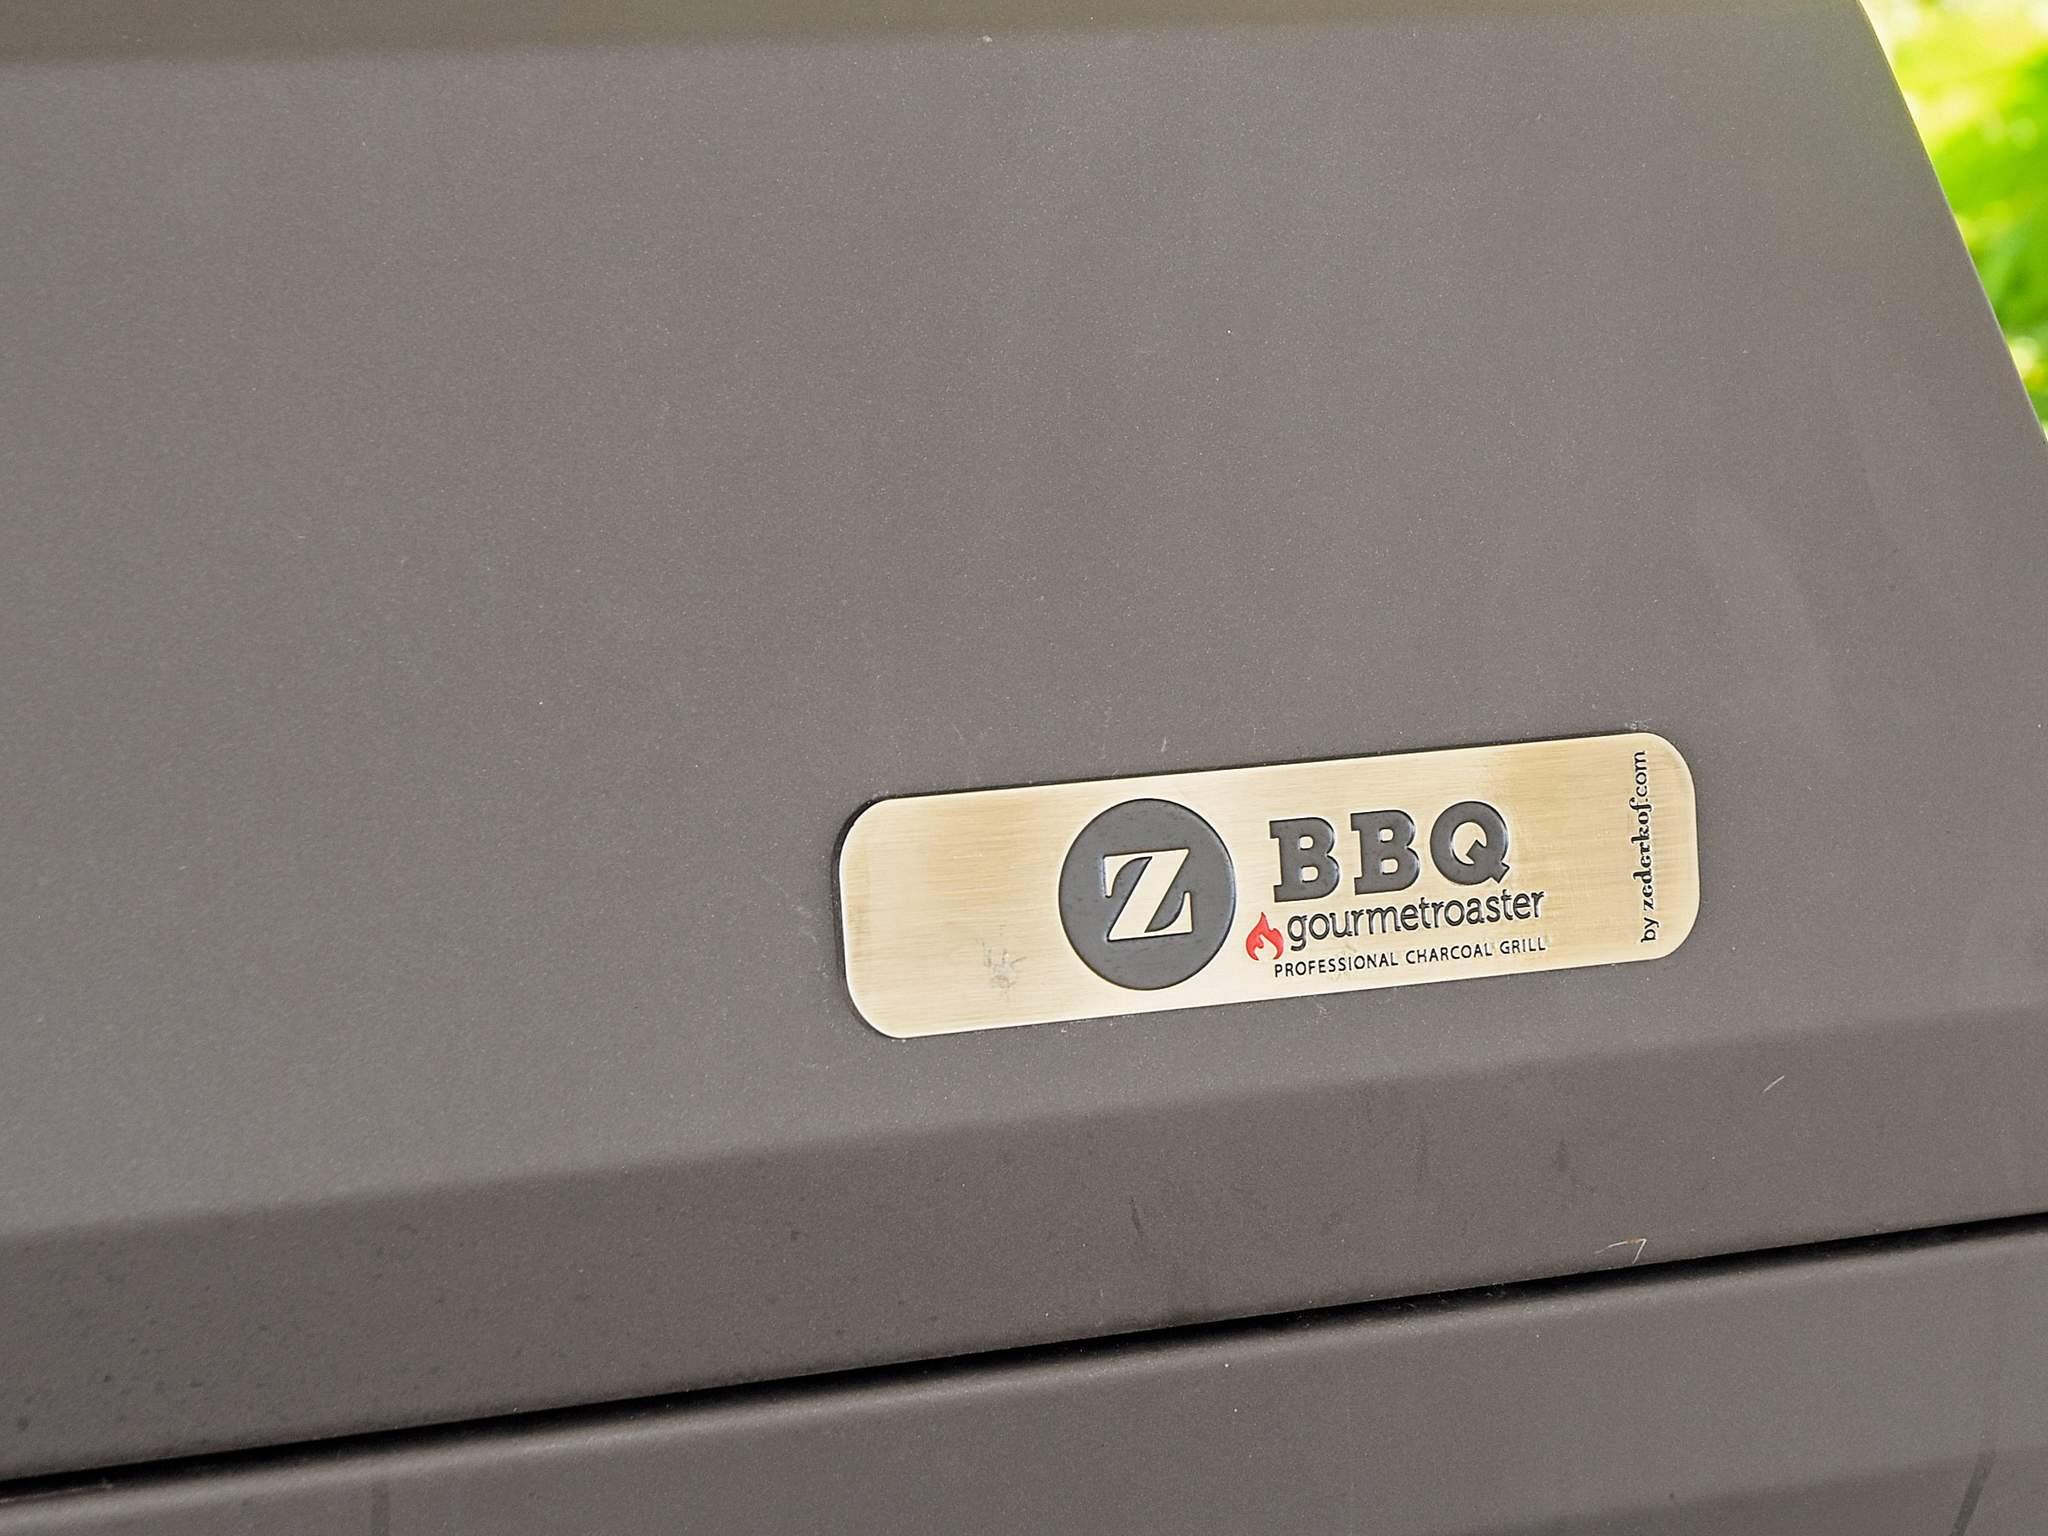 Z
BBQ
gourmetroaster
PROFESSIONAL CHARCOAL GRILL
by zederkof.com